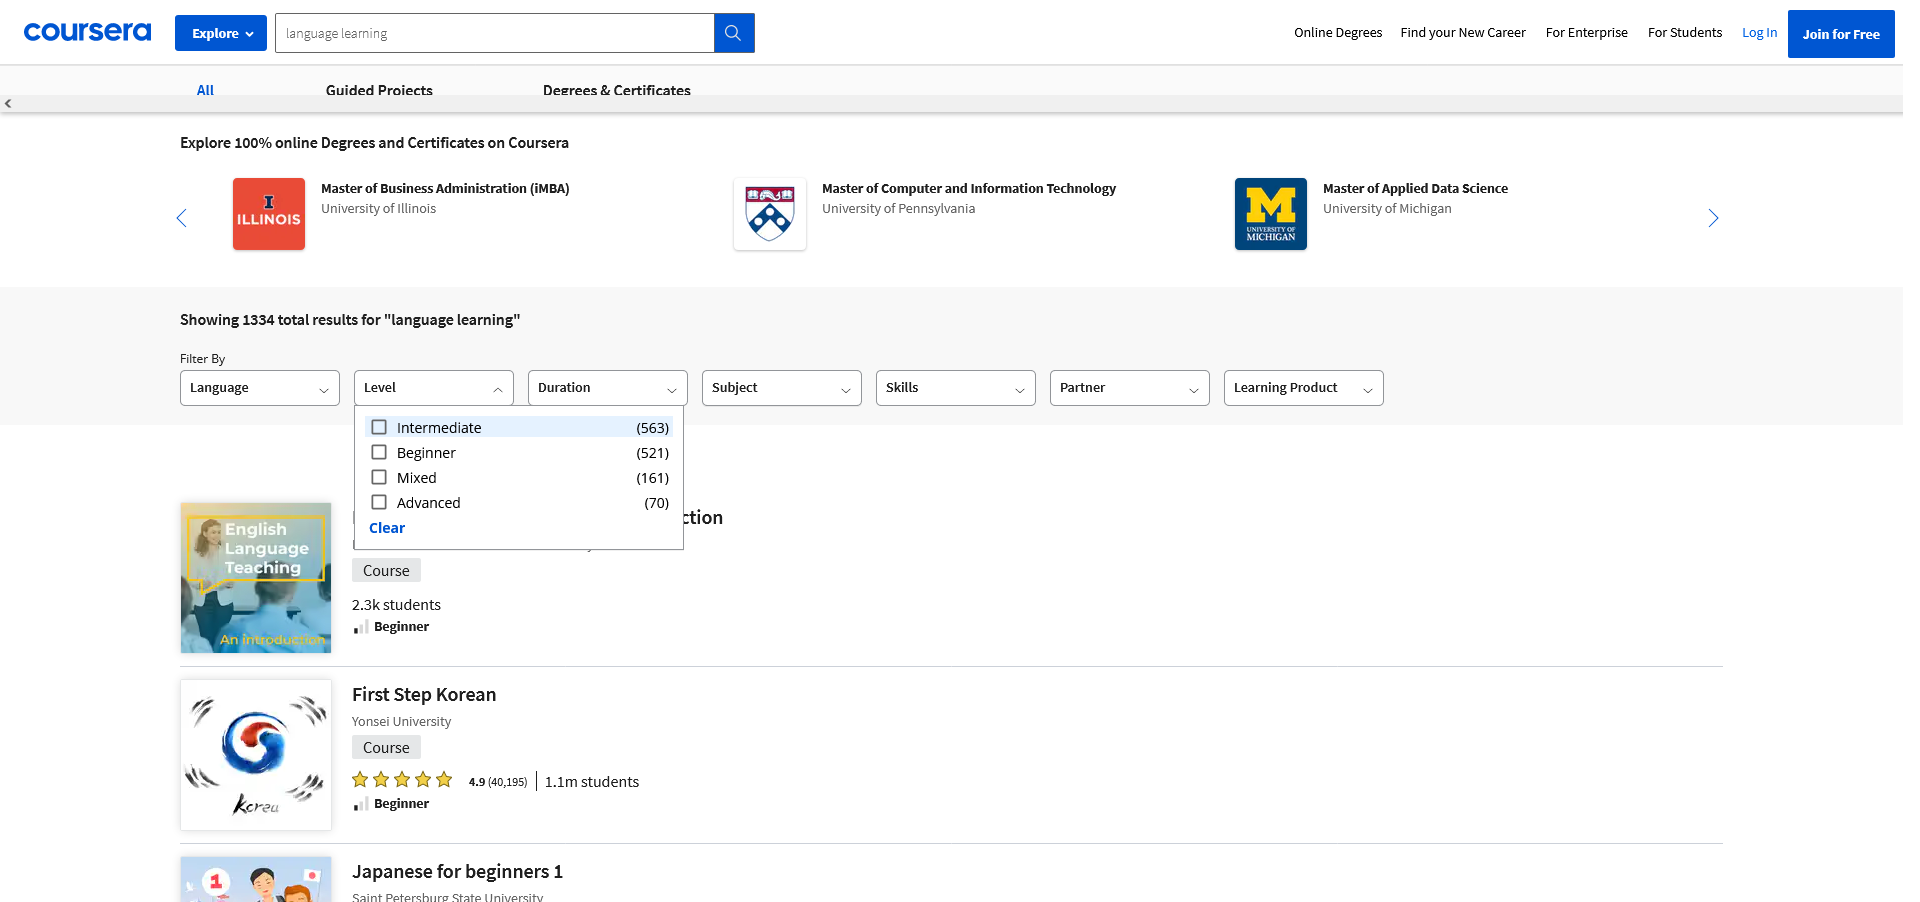 coursera
Explore
language learning
Online Degrees
Find your New Career
For Enterprise
For Students
Log In
Join for Free
All
Guided Projects
Degrees & Certificates
Explore 100% online Degrees and Certificates on Coursera
I
ILLINOIS
Master of Business Administration (iMBA)
University of Illinois
Master of Computer and Information Technology
University of Pennsylvania
M
UNIVERSITY OF
MICHIGAN
Master of Applied Data Science
University of Michigan
Showing 1334 total results for "language learning"
Filter By
Language
Level
Duration
Subject
Skills
Partner
Learning Product
Intermediate (563)
Beginner (521)
Mixed (161)
Advanced (70)
Clear
English
Language
Teaching
An introduction
Course
2.3k students
Beginner
Korea
First Step Korean
Yonsei University
Course
4.9 (40,195) 1.1m students
Beginner
1
Japanese for beginners 1
Saint Petersburg State University